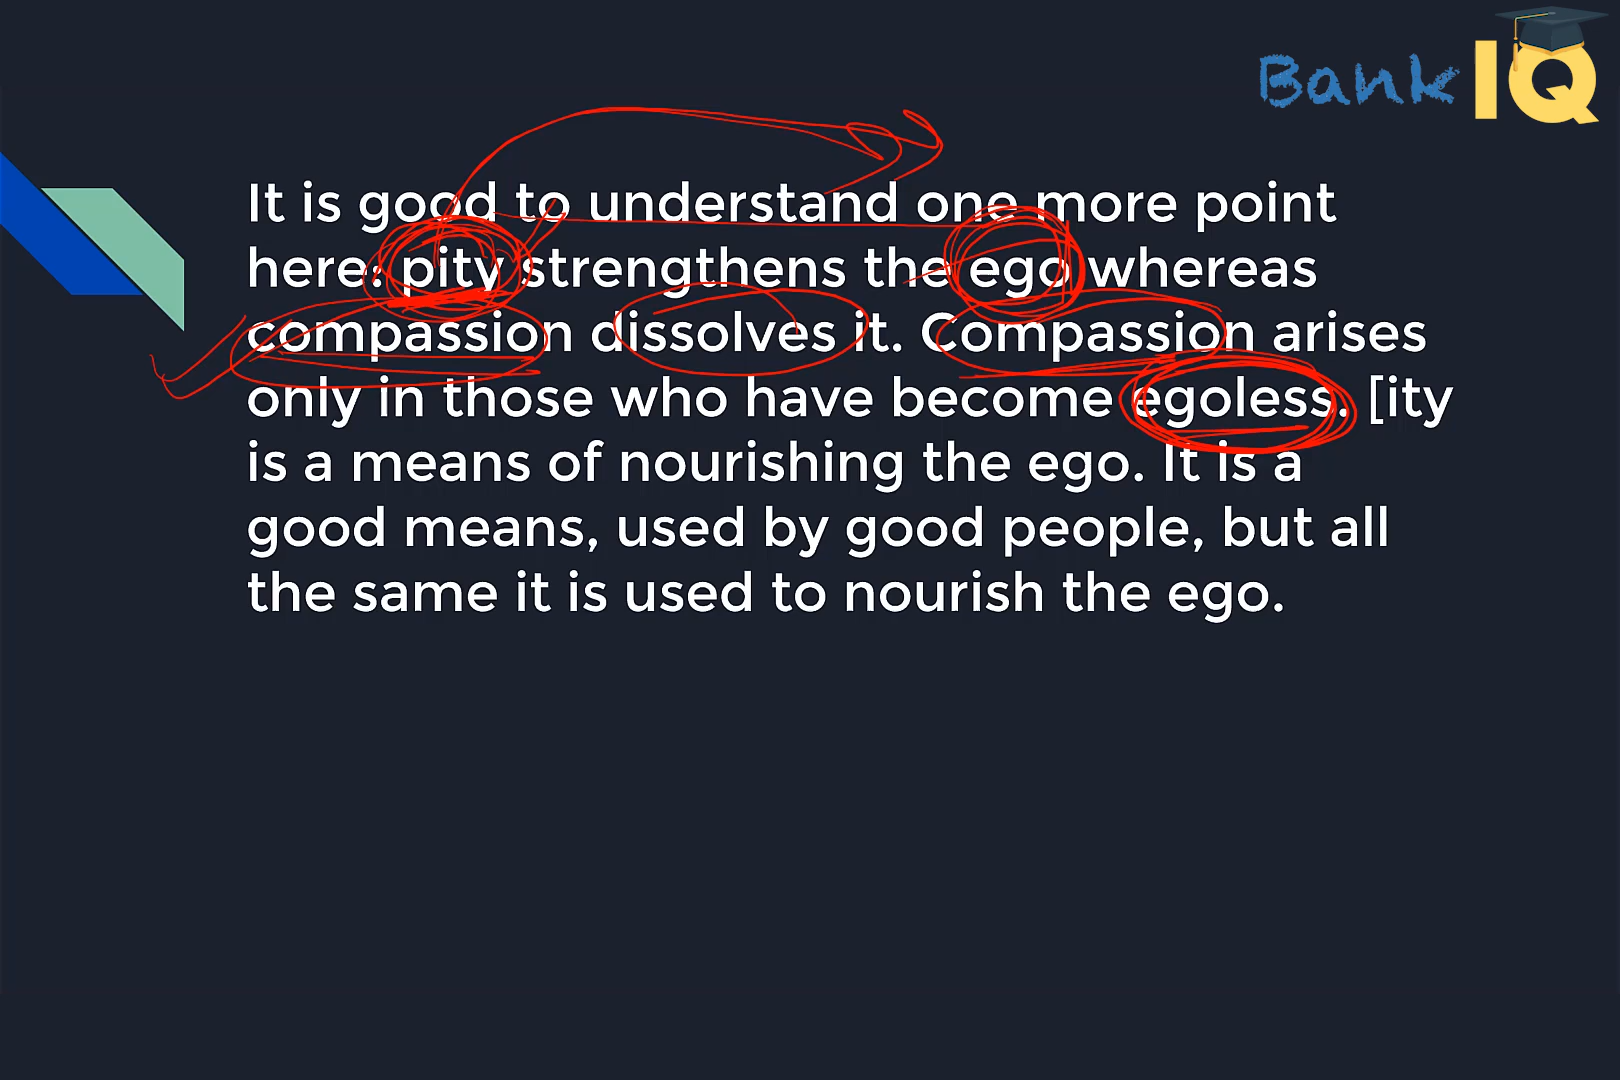 Bank IQ
It is good to understand one more point
here: pity strengthens the ego whereas
compassion dissolves it. Compassion arises
only in those who have become egoless. [ity
is a means of nourishing the ego. It is a
good means, used by good people, but all
the same it is used to nourish the ego.